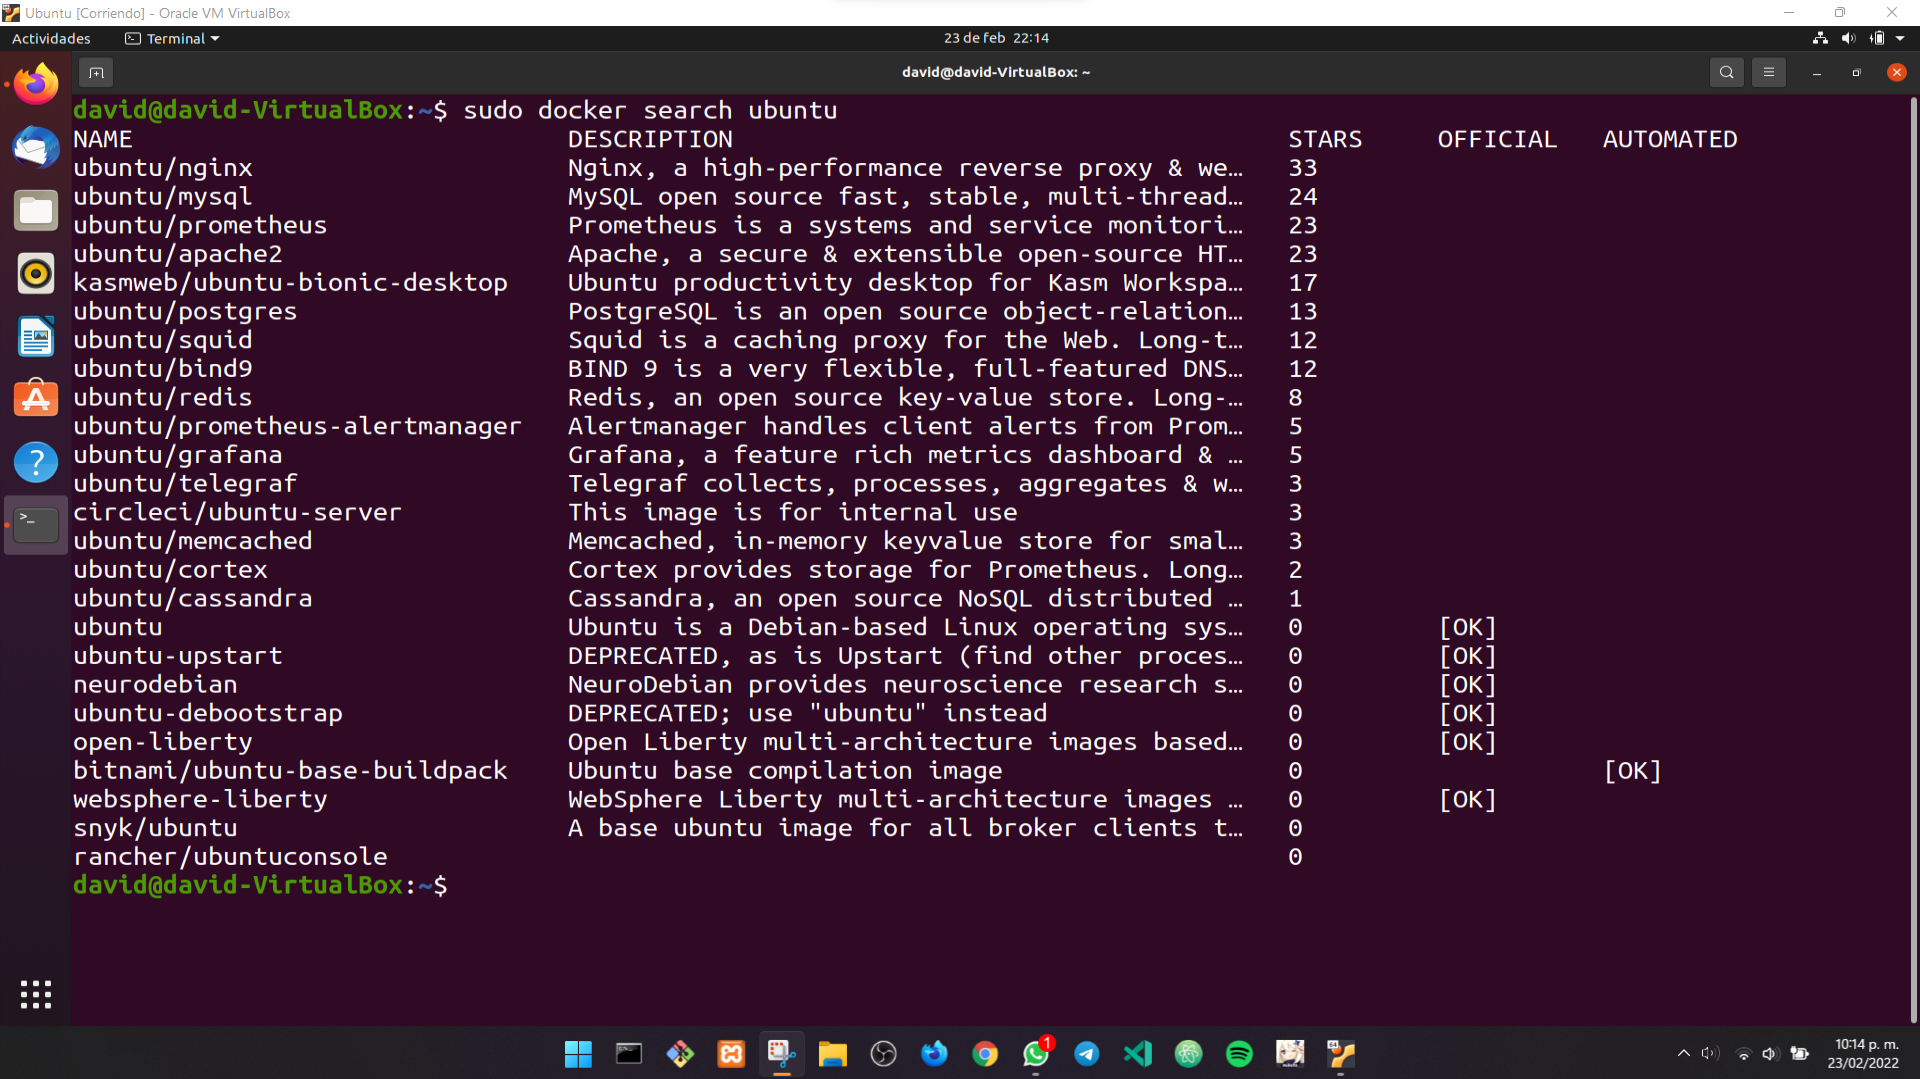 Ubuntu [Corriendo] - Oracle VM VirtualBox
Actividades Terminal 23 de feb 22:14
david@david-VirtualBox: ~
david@david-VirtualBox:~$ sudo docker search ubuntu
NAME DESCRIPTION STARS OFFICIAL AUTOMATED
ubuntu/nginx Nginx, a high-performance reverse proxy & we… 33
ubuntu/mysql MySQL open source fast, stable, multi-thread… 24
ubuntu/prometheus Prometheus is a systems and service monitori… 23
ubuntu/apache2 Apache, a secure & extensible open-source HT… 23
kasmweb/ubuntu-bionic-desktop Ubuntu productivity desktop for Kasm Workspa… 17
ubuntu/postgres PostgreSQL is an open source object-relation… 13
ubuntu/squid Squid is a caching proxy for the Web. Long-t… 12
ubuntu/bind9 BIND 9 is a very flexible, full-featured DNS… 12
ubuntu/redis Redis, an open source key-value store. Long-… 8
ubuntu/prometheus-alertmanager Alertmanager handles client alerts from Prom… 5
ubuntu/grafana Grafana, a feature rich metrics dashboard & … 5
ubuntu/telegraf Telegraf collects, processes, aggregates & w… 3
circleci/ubuntu-server This image is for internal use 3
ubuntu/memcached Memcached, in-memory keyvalue store for smal… 3
ubuntu/cortex Cortex provides storage for Prometheus. Long… 2
ubuntu/cassandra Cassandra, an open source NoSQL distributed … 1
ubuntu Ubuntu is a Debian-based Linux operating sys… 0 [OK]
ubuntu-upstart DEPRECATED, as is Upstart (find other proces… 0 [OK]
neurodebian NeuroDebian provides neuroscience research s… 0 [OK]
ubuntu-debootstrap DEPRECATED; use "ubuntu" instead 0 [OK]
open-liberty Open Liberty multi-architecture images based… 0 [OK]
bitnami/ubuntu-base-buildpack Ubuntu base compilation image 0 [OK]
websphere-liberty WebSphere Liberty multi-architecture images … 0 [OK]
snyk/ubuntu A base ubuntu image for all broker clients t… 0
rancher/ubuntuconsole 0
david@david-VirtualBox:~$
1
10:14 p. m.
23/02/2022